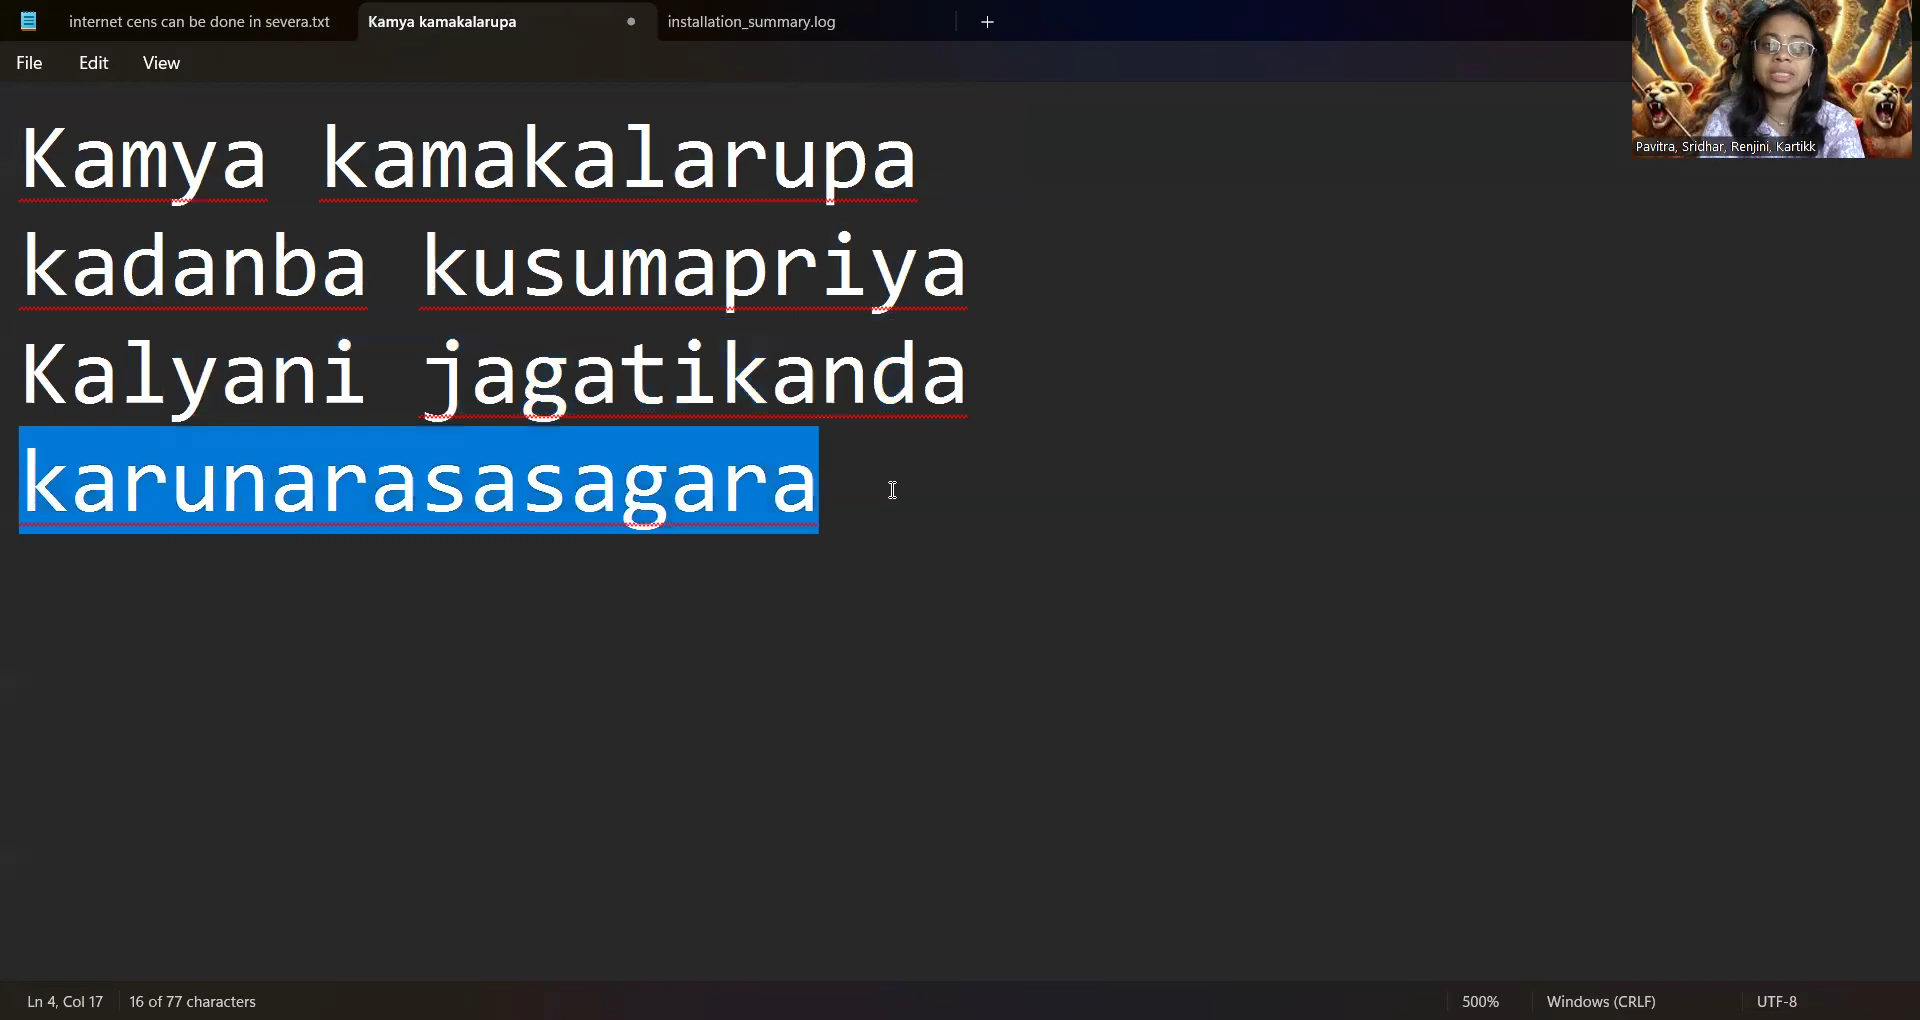 internet cens can be done in severa.txt
Kamya kamakalarupa
installation_summary.log
File Edit View
Pavitra, Sridhar, Renjini, Kartikk
Kamya kamakalarupa
kadanba kusumapriya
Kalyani jagatikanda
karunarasasagara
Ln 4, Col 17 16 of 77 characters 500% Windows (CRLF) UTF-8